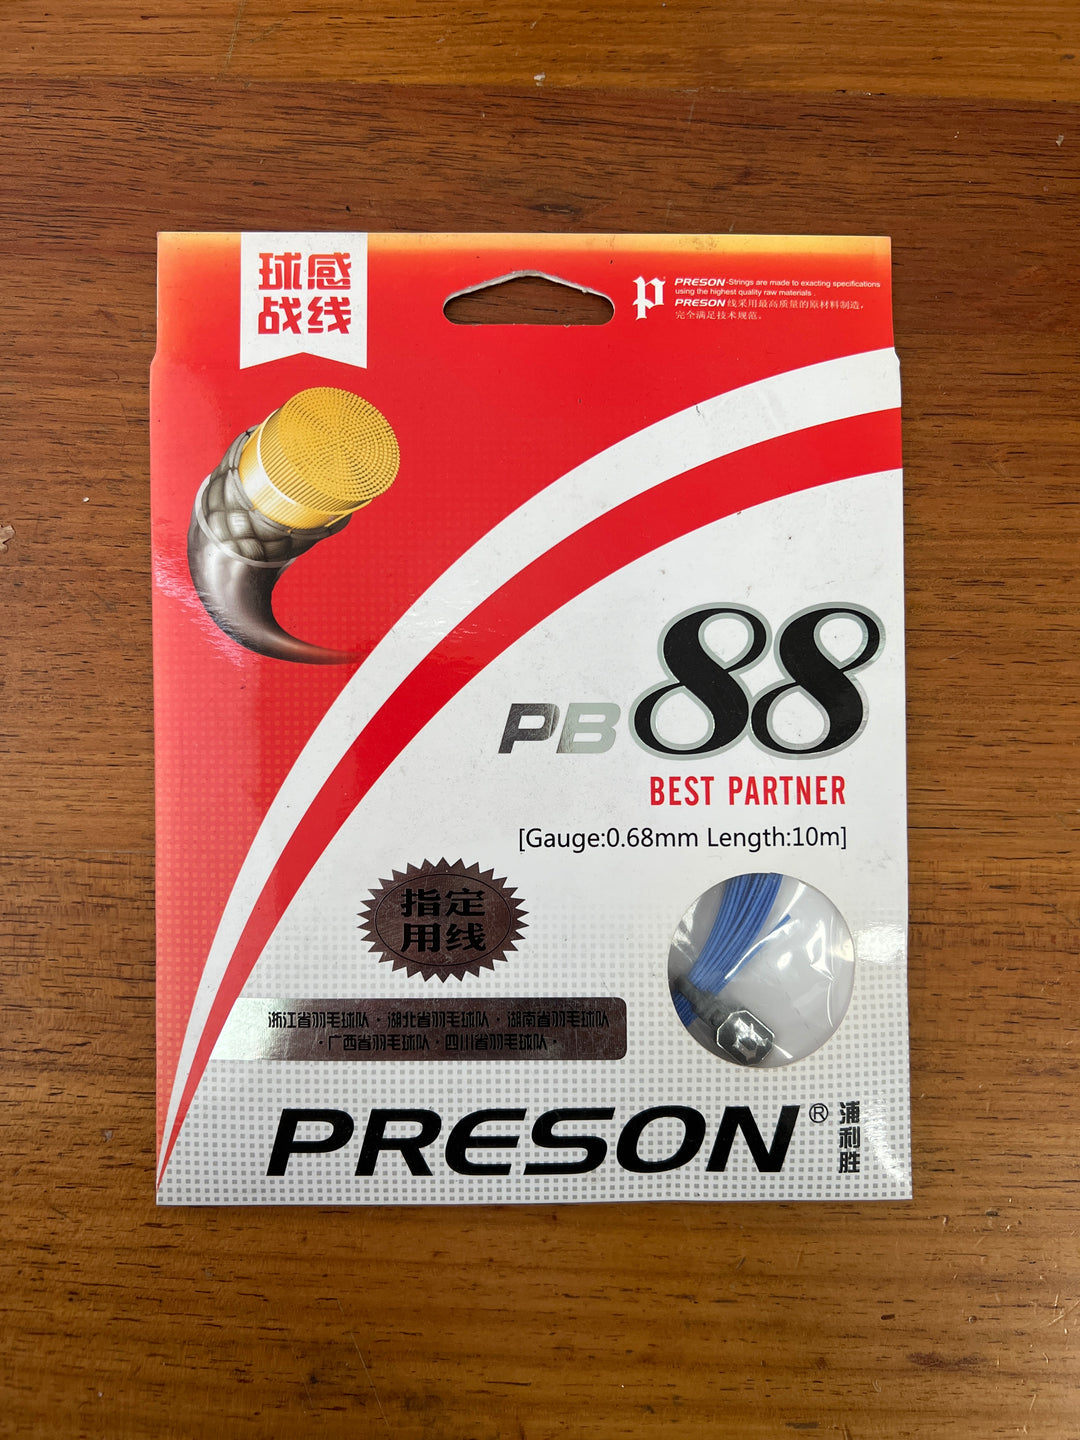 球感
战线
P PRESON-Strings are made to exacting specifications
using the highest quality raw materials.
PRESON线采用最高质量的原材料制造，
完全满足技术规范。
PB88
BEST PARTNER
[Gauge:0.68mm Length:10m]
指定
用线
浙江省羽毛球队·湖北省羽毛球队·湖南省羽毛球队
·广西省羽毛球队·四川省羽毛球队·
PRESON® 浦利胜